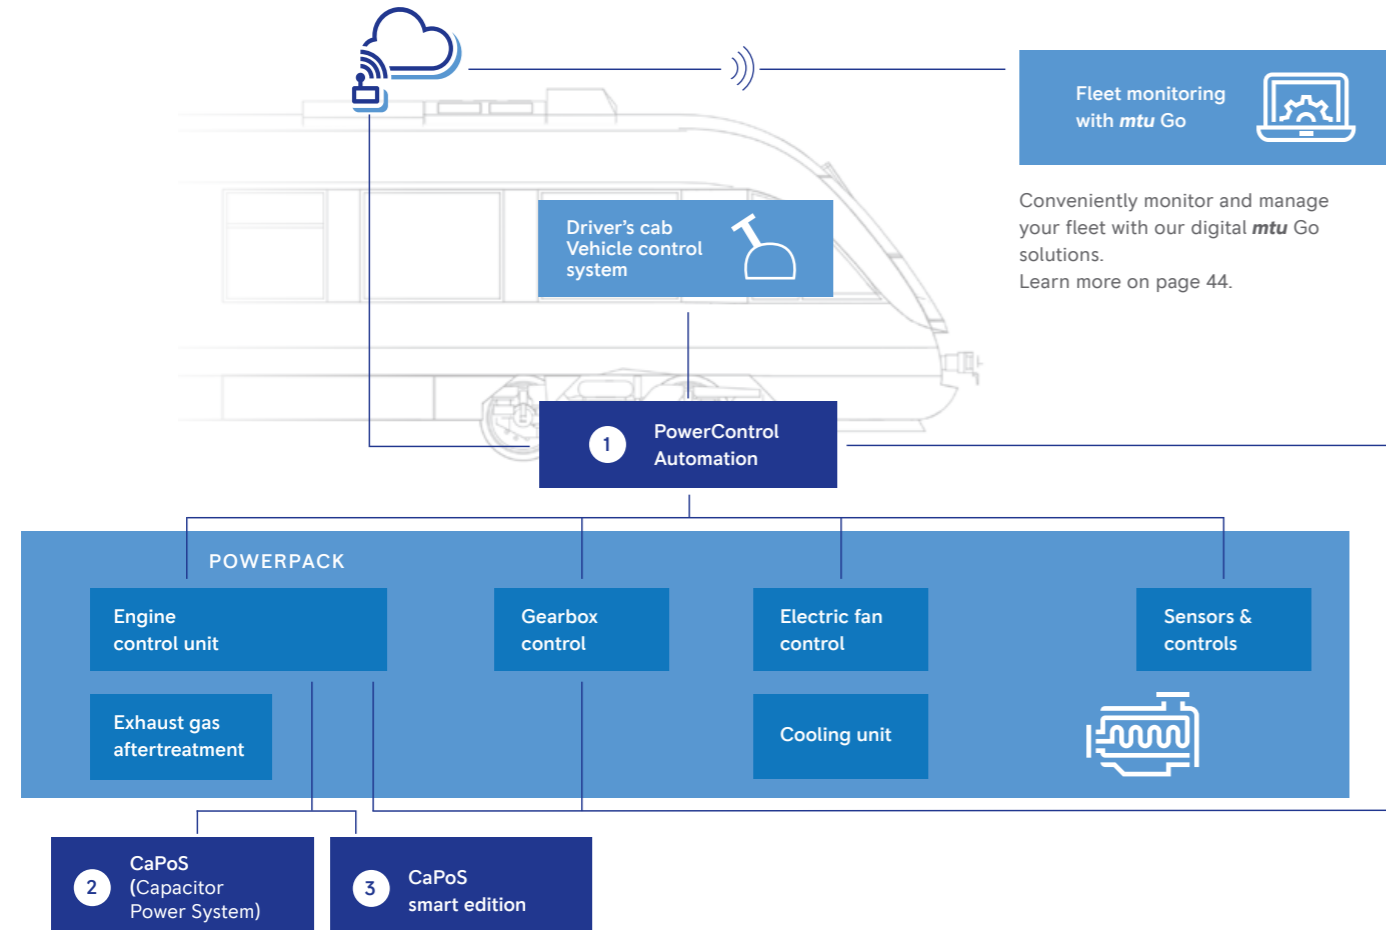 Fleet monitoring
with mtu Go
Conveniently monitor and manage
your fleet with our digital mtu Go
solutions.
Learn more on page 44.
Driver’s cab
Vehicle control
system
1
PowerControl
Automation
POWERPACK
Engine
control unit
Gearbox
control
Electric fan
control
Sensors &
controls
Exhaust gas
aftertreatment
Cooling unit
2
CaPoS
(Capacitor
Power System)
3
CaPoS
smart edition